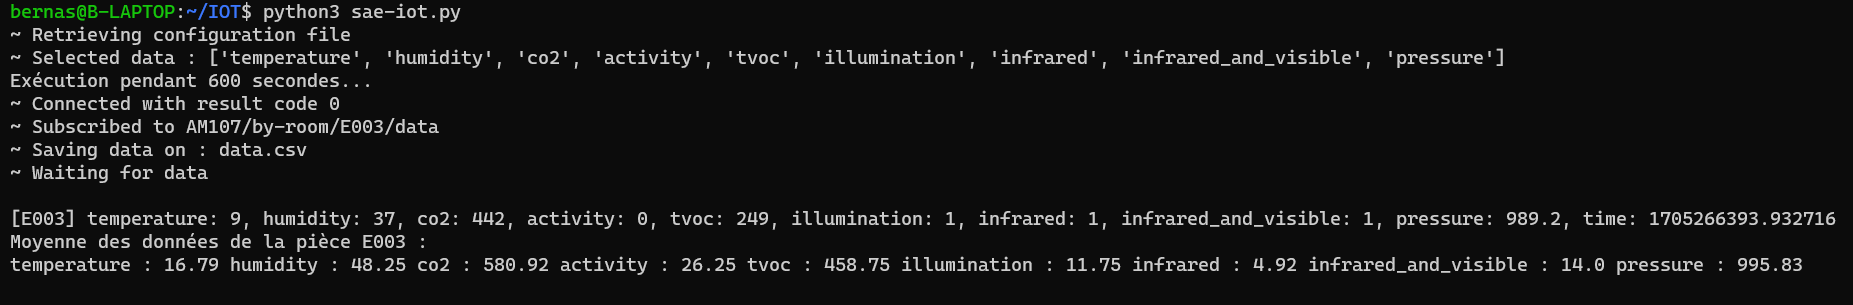 bernas@B-LAPTOP:~/IOT$ python3 sae-iot.py
~ Retrieving configuration file
~ Selected data : ['temperature', 'humidity', 'co2', 'activity', 'tvoc', 'illumination', 'infrared', 'infrared_and_visible', 'pressure']
Exécution pendant 600 secondes...
~ Connected with result code 0
~ Subscribed to AM107/by-room/E003/data
~ Saving data on : data.csv
~ Waiting for data
[E003] temperature: 9, humidity: 37, co2: 442, activity: 0, tvoc: 249, illumination: 1, infrared: 1, infrared_and_visible: 1, pressure: 989.2, time: 1705266393.932716
Moyenne des données de la pièce E003 :
temperature : 16.79 humidity : 48.25 co2 : 580.92 activity : 26.25 tvoc : 458.75 illumination : 11.75 infrared : 4.92 infrared_and_visible : 14.0 pressure : 995.83